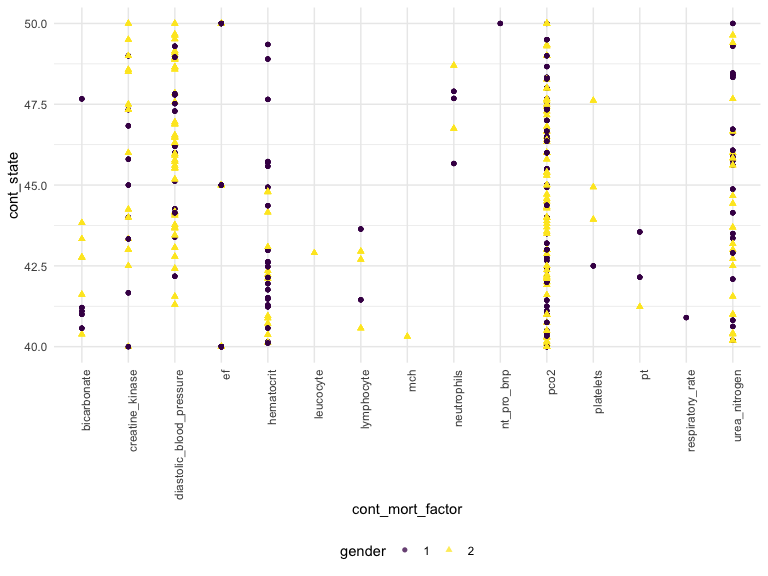 50.0
47.5
45.0
42.5
40.0
cont_state
bicarbonate
creatine_kinase
diastolic_blood_pressure
ef
hematocrit
leucocyte
lymphocyte
mch
neutrophils
nt_pro_bnp
pco2
platelets
pt
respiratory_rate
urea_nitrogen
cont_mort_factor
gender 1 2